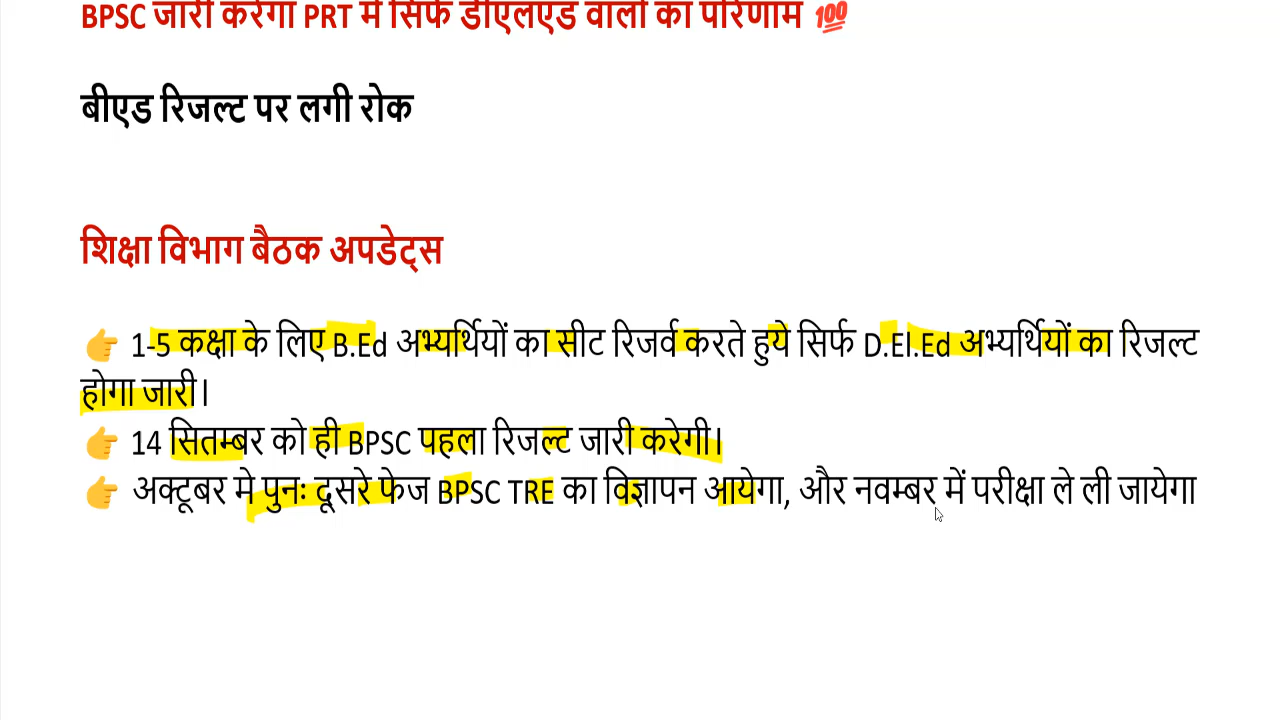 BPSC जारी करेगा PRT में सिर्फ डीएलएड वालों का परिणाम 💯
बीएड रिजल्ट पर लगी रोक
शिक्षा विभाग बैठक अपडेट्स
👉 1-5 कक्षा के लिए B.Ed अभ्यर्थियों का सीट रिजर्व करते हुये सिर्फ D.El.Ed अभ्यर्थियों का रिजल्ट
होगा जारी।
👉 14 सितम्बर को ही BPSC पहला रिजल्ट जारी करेगी।
👉 अक्टूबर मे पुनः दूसरे फेज BPSC TRE का विज्ञापन आयेगा, और नवम्बर में परीक्षा ले ली जायेगा